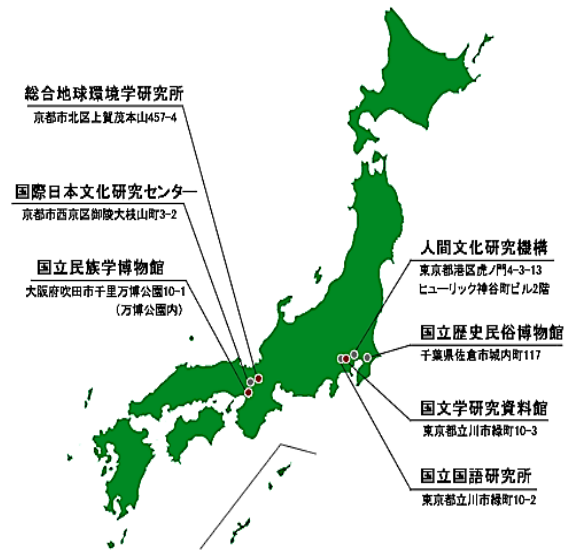 総合地球環境学研究所
京都市北区上賀茂本山457-4
国際日本文化研究センター
京都市西京区御陵大枝山町3-2
国立民族学博物館
大阪府吹田市千里万博公園10-1
(万博公園内)
人間文化研究機構
東京都港区虎ノ門4-3-13
ヒューリック神谷町ビル2階
国立歴史民俗博物館
千葉県佐倉市城内町117
国文学研究資料館
東京都立川市緑町10-3
国立国語研究所
東京都立川市緑町10-2